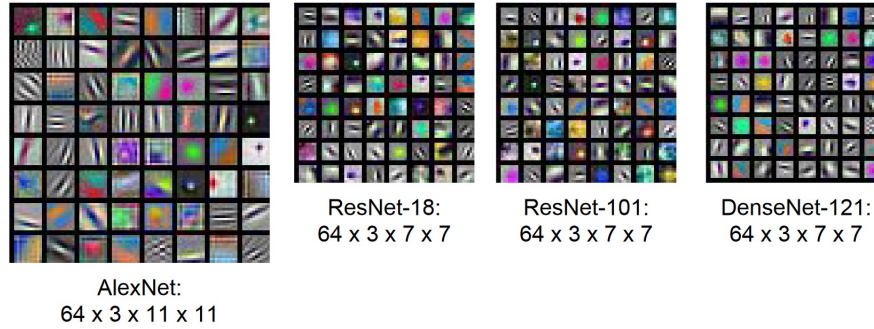 AlexNet:
64 x 3 x 11 x 11
ResNet-18:
64 x 3 x 7 x 7
ResNet-101:
64 x 3 x 7 x 7
DenseNet-121:
64 x 3 x 7 x 7